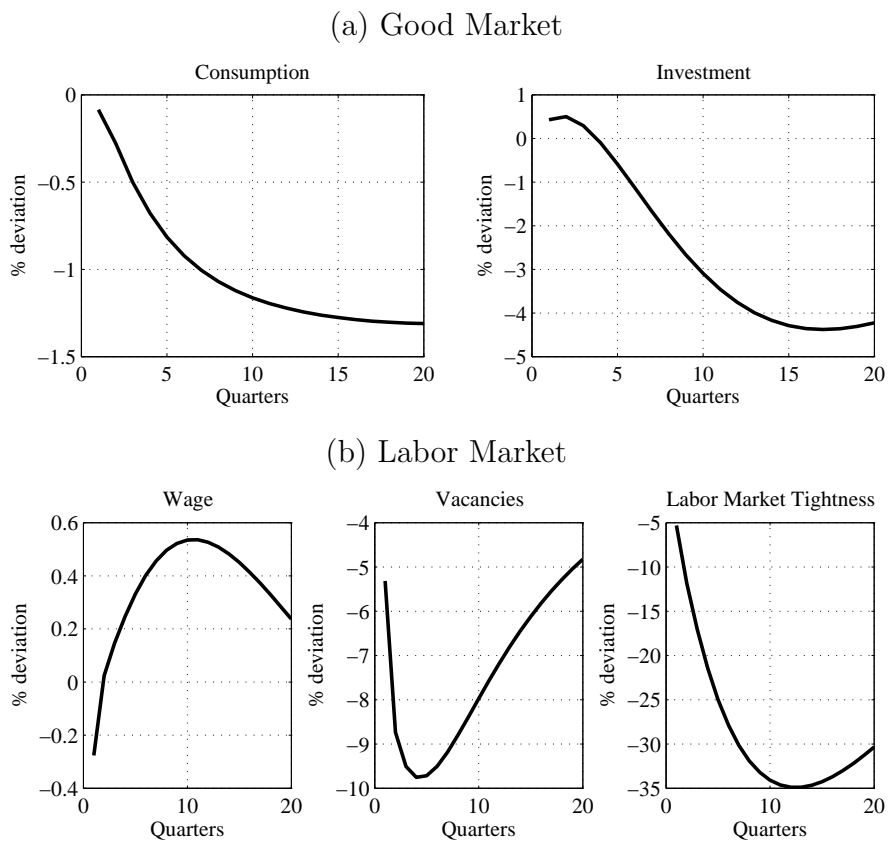 (a) Good Market
Consumption
Investment
% deviation
0
−0.5
−1
−1.5
0 5 10 15 20
Quarters
% deviation
1
0
−1
−2
−3
−4
−5
0 5 10 15 20
Quarters
(b) Labor Market
Wage
Vacancies
Labor Market Tightness
% deviation
0.6
0.4
0.2
0
−0.2
−0.4
0 10 20
Quarters
% deviation
−4
−5
−6
−7
−8
−9
−10
0 10 20
Quarters
% deviation
−5
−10
−15
−20
−25
−30
−35
0 10 20
Quarters